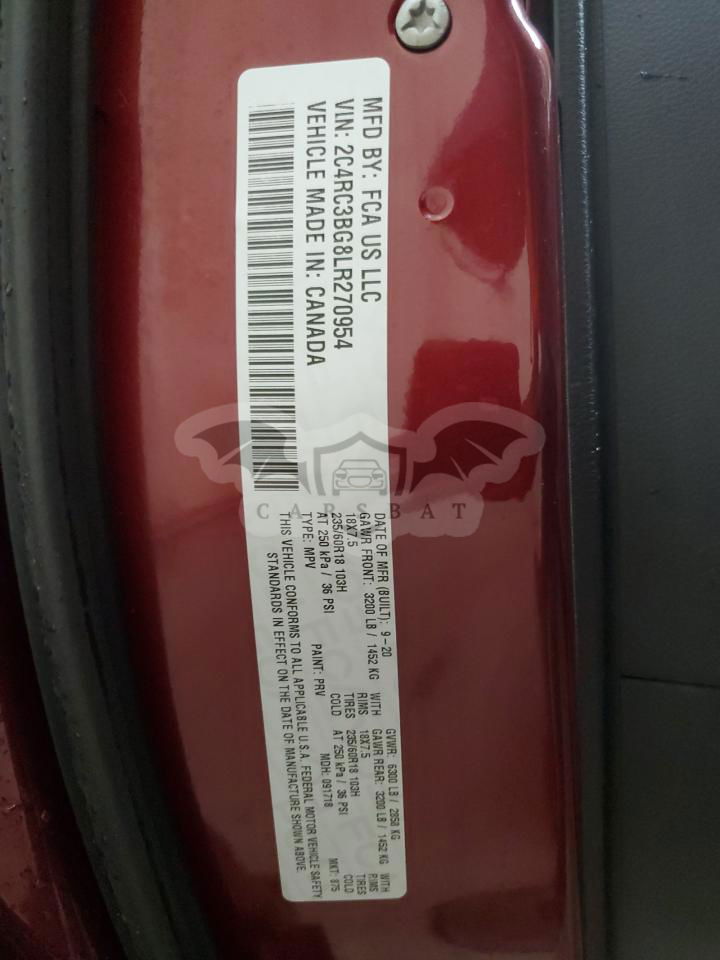 MFD BY: FCA US LLC
VIN: 2C4RC3BG8LR270954
VEHICLE MADE IN: CANADA
DATE OF MFR (BUILT): 9-20 GVWR: 6300 LB / 2858 KG
GAWR FRONT: 3200 LB / 1452 KG WITH GAWR REAR: 3200 LB / 1452 KG WITH
18X7.5 RIMS 18X7.5 RIMS
235/60R18 103H TIRES 235/60R18 103H TIRES
AT 250 kPa / 36 PSI COLD AT 250 kPa / 36 PSI COLD
TYPE: MPV PAINT: PRV MDH: 091718 MKT: 875
THIS VEHICLE CONFORMS TO ALL APPLICABLE U.S.A. FEDERAL MOTOR VEHICLE SAFETY
STANDARDS IN EFFECT ON THE DATE OF MANUFACTURE SHOWN ABOVE.
CARSBAT